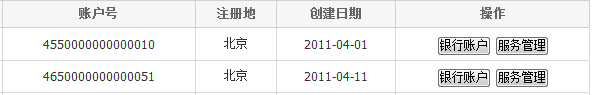 账户号 注册地 创建日期 操作
4550000000000010 北京 2011-04-01 银行账户 服务管理
4650000000000051 北京 2011-04-11 银行账户 服务管理